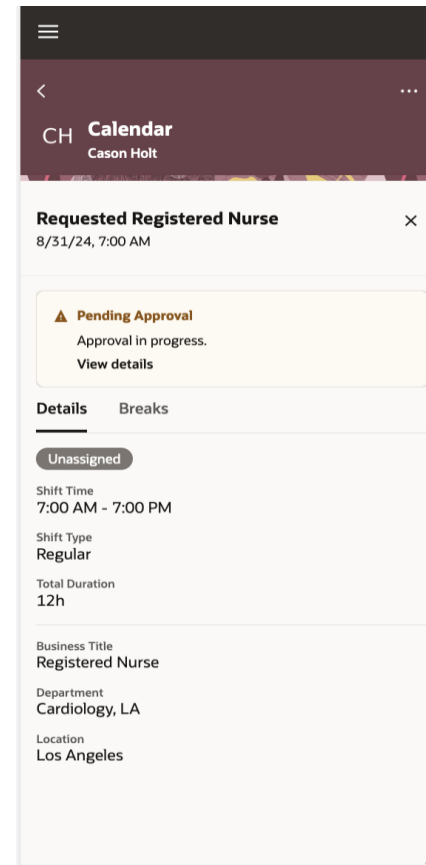 CH
Calendar
Cason Holt
Requested Registered Nurse
8/31/24, 7:00 AM
Pending Approval
Approval in progress.
View details
Details Breaks
Unassigned
Shift Time
7:00 AM - 7:00 PM
Shift Type
Regular
Total Duration
12h
Business Title
Registered Nurse
Department
Cardiology, LA
Location
Los Angeles